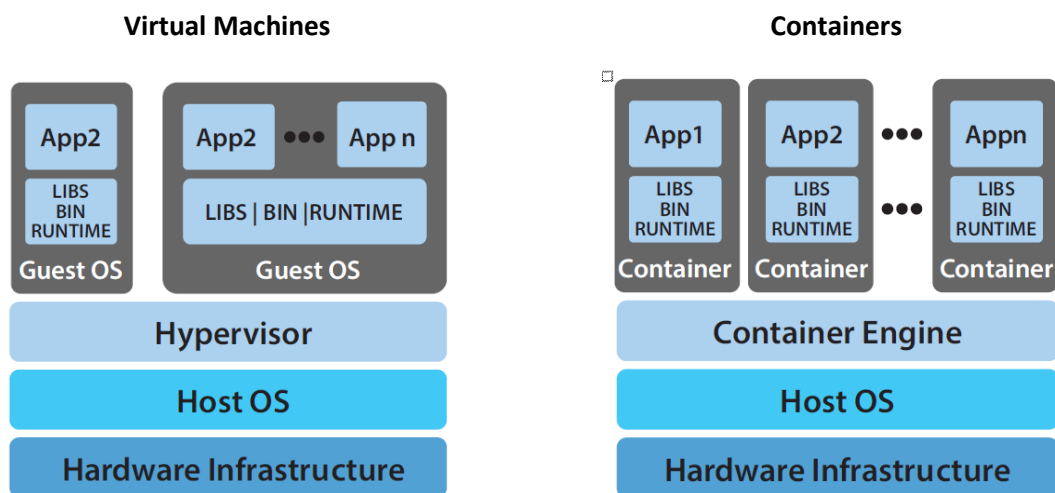 Virtual Machines
App2
LIBS
BIN
RUNTIME
Guest OS
App2 ••• App n
LIBS | BIN |RUNTIME
Guest OS
Hypervisor
Host OS
Hardware Infrastructure
Containers
App1
LIBS
BIN
RUNTIME
Container
App2
LIBS
BIN
RUNTIME
Container
•••
•••
Appn
LIBS
BIN
RUNTIME
Container
Container Engine
Host OS
Hardware Infrastructure